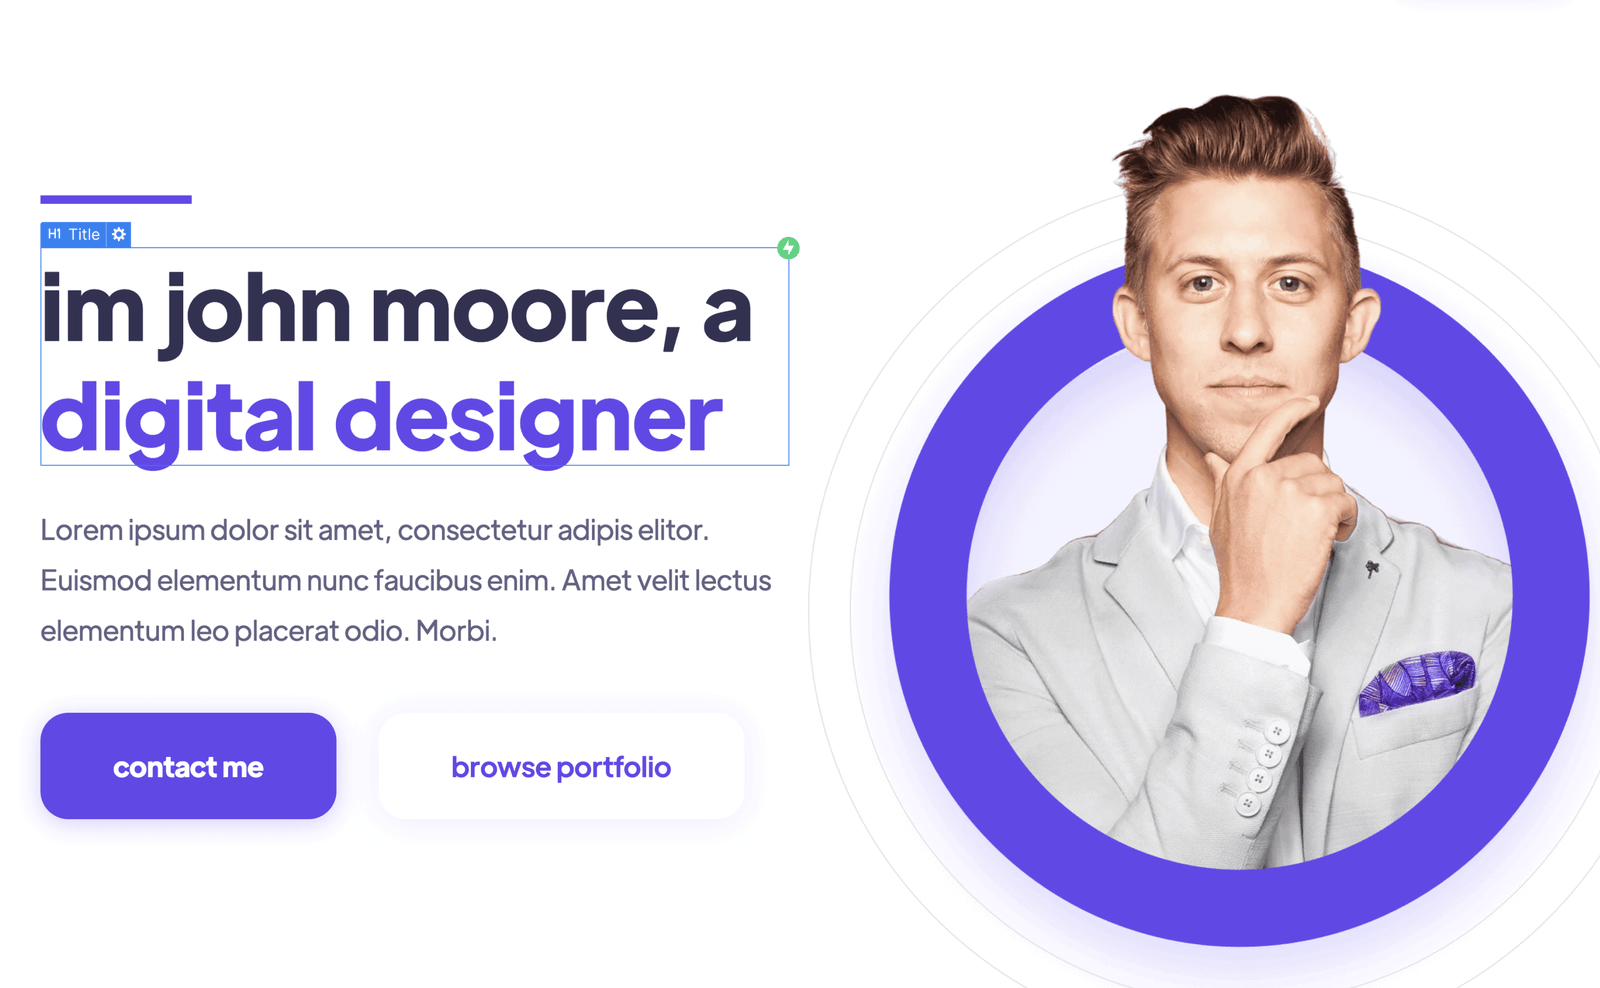 H1 Title
im john moore, a
digital designer
Lorem ipsum dolor sit amet, consectetur adipis elitor.
Euismod elementum nunc faucibus enim. Amet velit lectus
elementum leo placerat odio. Morbi.
contact me
browse portfolio